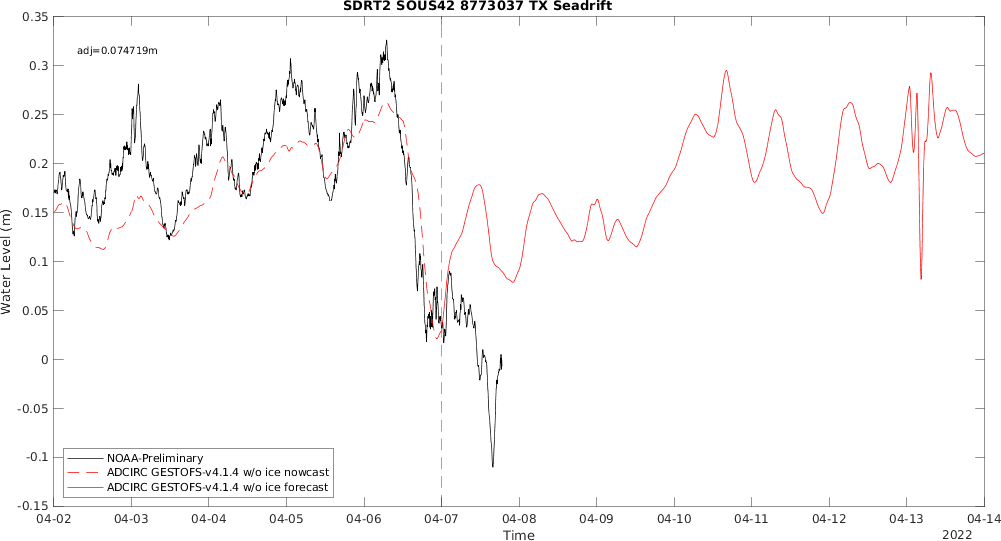 SDRT2 SOUS42 8773037 TX Seadrift
adj=0.074719m
0.35
0.3
0.25
0.2
0.15
0.1
0.05
0
-0.05
-0.1
-0.15
Water Level (m)
NOAA-Preliminary
ADCIRC GESTOFS-v4.1.4 w/o ice nowcast
ADCIRC GESTOFS-v4.1.4 w/o ice forecast
04-02 04-03 04-04 04-05 04-06 04-07 04-08 04-09 04-10 04-11 04-12 04-13 04-14
Time
2022